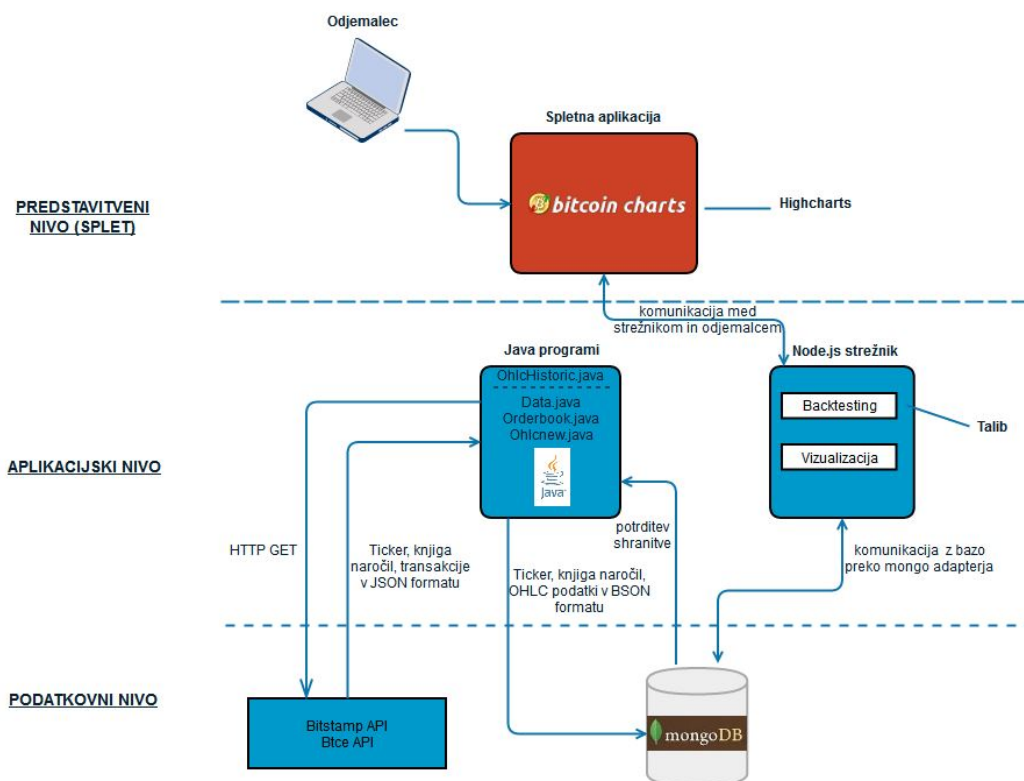 Odjemalec
Spletna aplikacija
bitcoin charts
Highcharts
PREDSTAVITVENI
NIVO (SPLET)
komunikacija med
strežnikom in odjemalcem
Java programi
OhlcHistoric.java
Data.java
Orderbook.java
Ohlcnew.java
Java
Node.js strežnik
Backtesting
Vizualizacija
Talib
APLIKACIJSKI NIVO
HTTP GET
Ticker, knjiga
naročil, transakcije
v JSON formatu
potrditev
shranitve
Ticker, knjiga naročil,
OHLC podatki v BSON
formatu
komunikacija z bazo
preko mongo adapterja
PODATKOVNI NIVO
Bitstamp API
Btce API
mongoDB